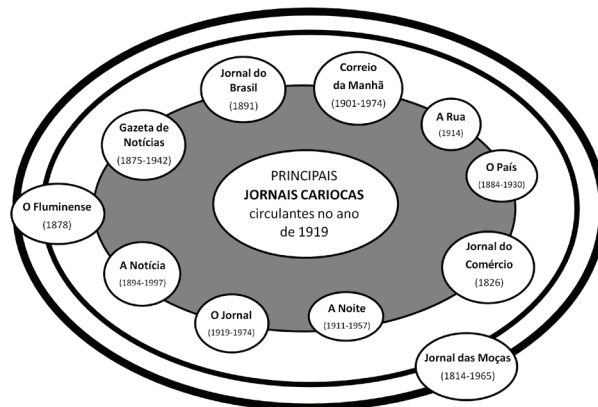 PRINCIPAIS
JORNAIS CARIOCAS
circulantes no ano
de 1919
Jornal do
Brasil
(1891)
Correio
da Manhã
(1901-1974)
A Rua
(1914)
O País
(1884-1930)
Jornal do
Comércio
(1826)
Jornal das Moças
(1814-1965)
A Noite
(1911-1957)
O Jornal
(1919-1974)
A Notícia
(1894-1997)
O Fluminense
(1878)
Gazeta de
Notícias
(1875-1942)